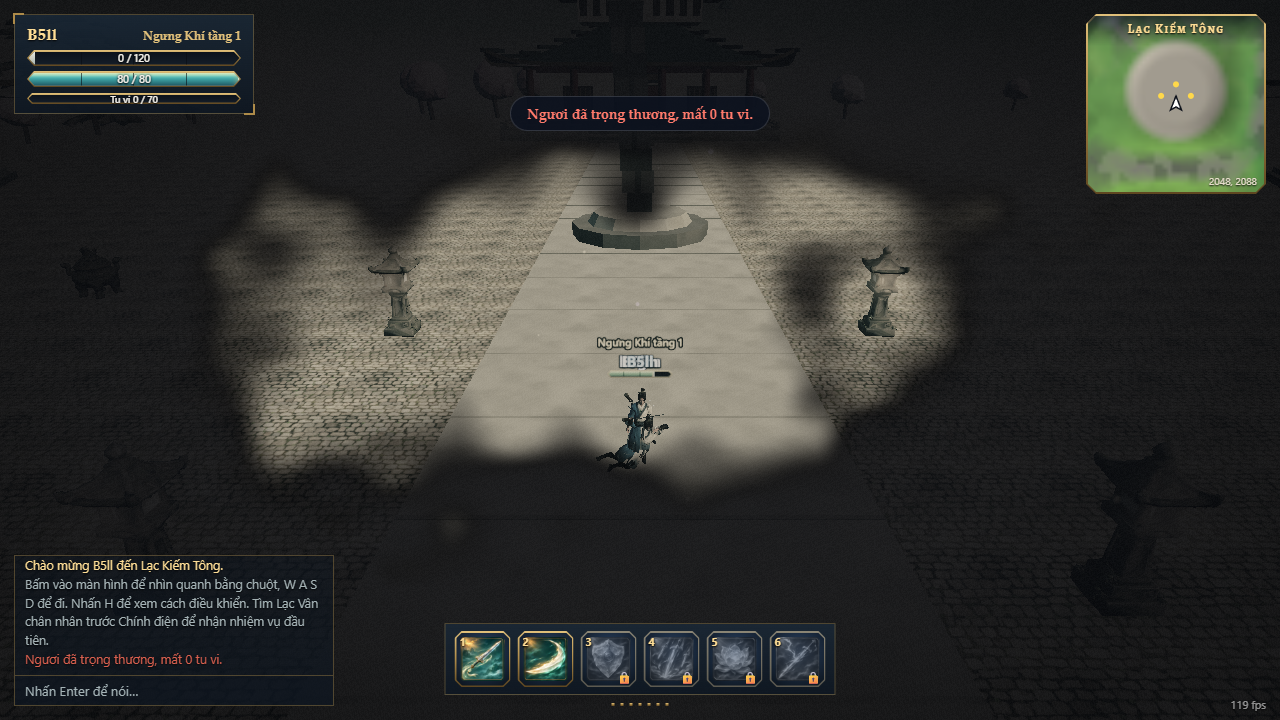 B5ll
Ngưng Khí tầng 1
0 / 120
80 / 80
Tu vi 0 / 70
Ngươi đã trọng thương, mất 0 tu vi.
Lạc Kiếm Tông
2048, 2088
Ngưng Khí tầng 1
Chào mừng B5ll đến Lạc Kiếm Tông.
Bấm vào màn hình để nhìn quanh bằng chuột, W A S
D để đi. Nhấn H để xem cách điều khiển. Tìm Lạc Vân
chân nhân trước Chính điện để nhận nhiệm vụ đầu
tiên.
Ngươi đã trọng thương, mất 0 tu vi.
Nhấn Enter để nói...
1 2 3 4 5 6
119 fps